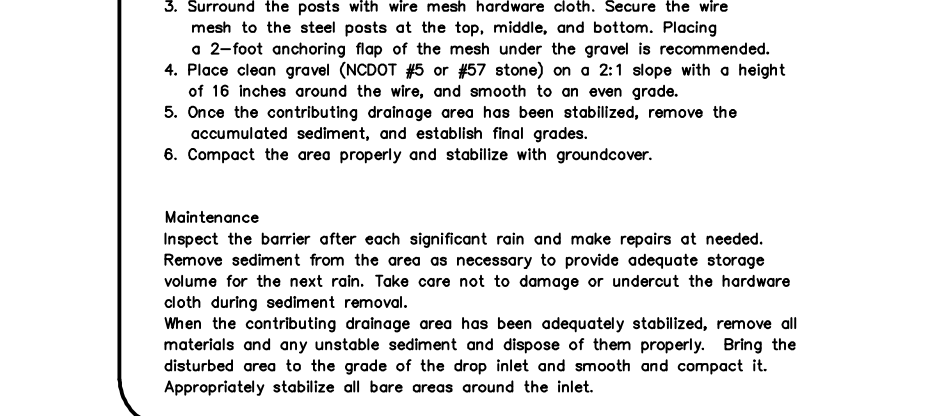 3. Surround the posts with wire mesh hardware cloth. Secure the wire
mesh to the steel posts at the top, middle, and bottom. Placing
a 2-foot anchoring flap of the mesh under the gravel is recommended.
4. Place clean gravel (NCDOT #5 or #57 stone) on a 2:1 slope with a height
of 16 inches around the wire, and smooth to an even grade.
5. Once the contributing drainage area has been stabilized, remove the
accumulated sediment, and establish final grades.
6. Compact the area properly and stabilize with groundcover.
Maintenance
Inspect the barrier after each significant rain and make repairs at needed.
Remove sediment from the area as necessary to provide adequate storage
volume for the next rain. Take care not to damage or undercut the hardware
cloth during sediment removal.
When the contributing drainage area has been adequately stabilized, remove all
materials and any unstable sediment and dispose of them properly. Bring the
disturbed area to the grade of the drop inlet and smooth and compact it.
Appropriately stabilize all bare areas around the inlet.